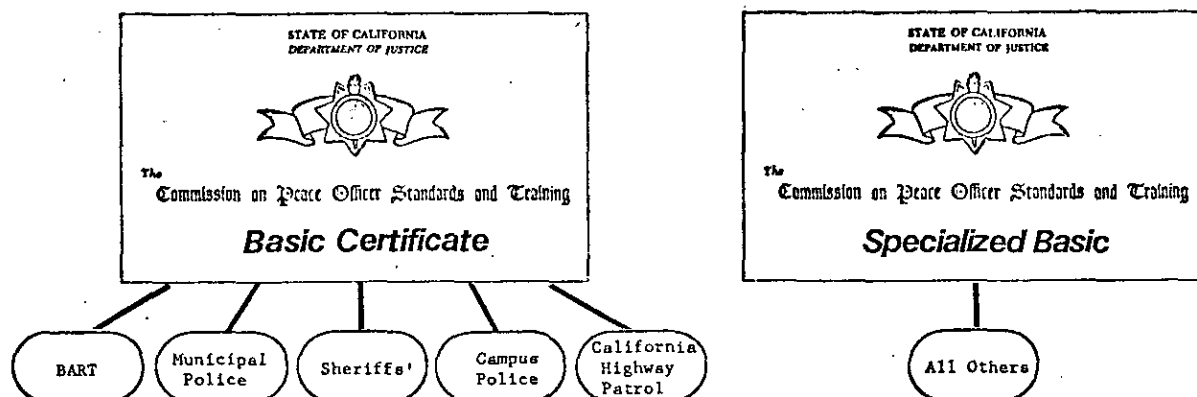 STATE OF CALIFORNIA
DEPARTMENT OF JUSTICE
The
Commission on Peace Officer Standards and Training
Basic Certificate
BART
Municipal
Police
Sheriffs'
Campus
Police
California
Highway
Patrol
STATE OF CALIFORNIA
DEPARTMENT OF JUSTICE
The
Commission on Peace Officer Standards and Training
Specialized Basic
All Others